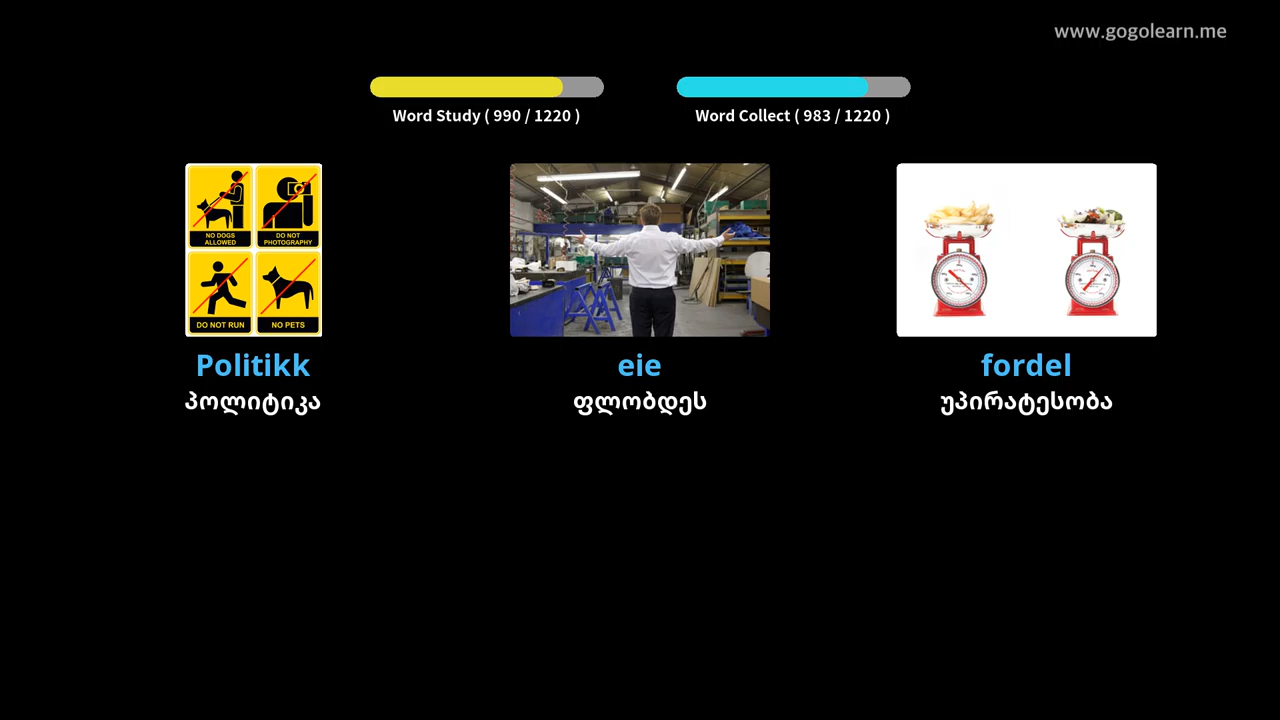 www.gogolearn.me
Word Study ( 990 / 1220 )
Word Collect ( 983 / 1220 )
NO DOGS
ALLOWED
DO NOT
PHOTOGRAPHY
DO NOT RUN
NO PETS
Politikk
eie
fordel
პოლიტიკა
ფლობდეს
უპირატესობა